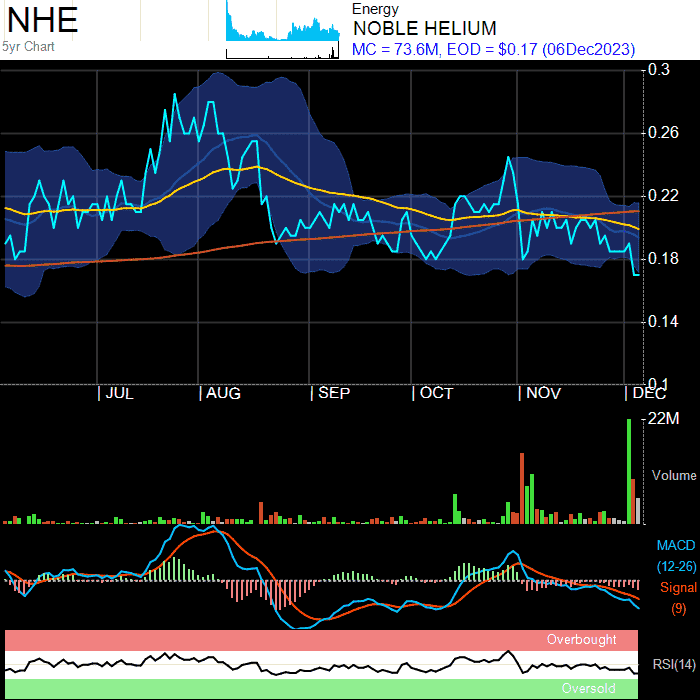 NHE
5yr Chart
Energy
NOBLE HELIUM
MC = 73.6M, EOD = $0.17 (06Dec2023)
0.3
0.26
0.22
0.18
0.14
0.1
| JUL | AUG | SEP | OCT | NOV | DEC
22M
Volume
MACD
(12-26)
Signal
(9)
Overbought
RSI(14)
Oversold